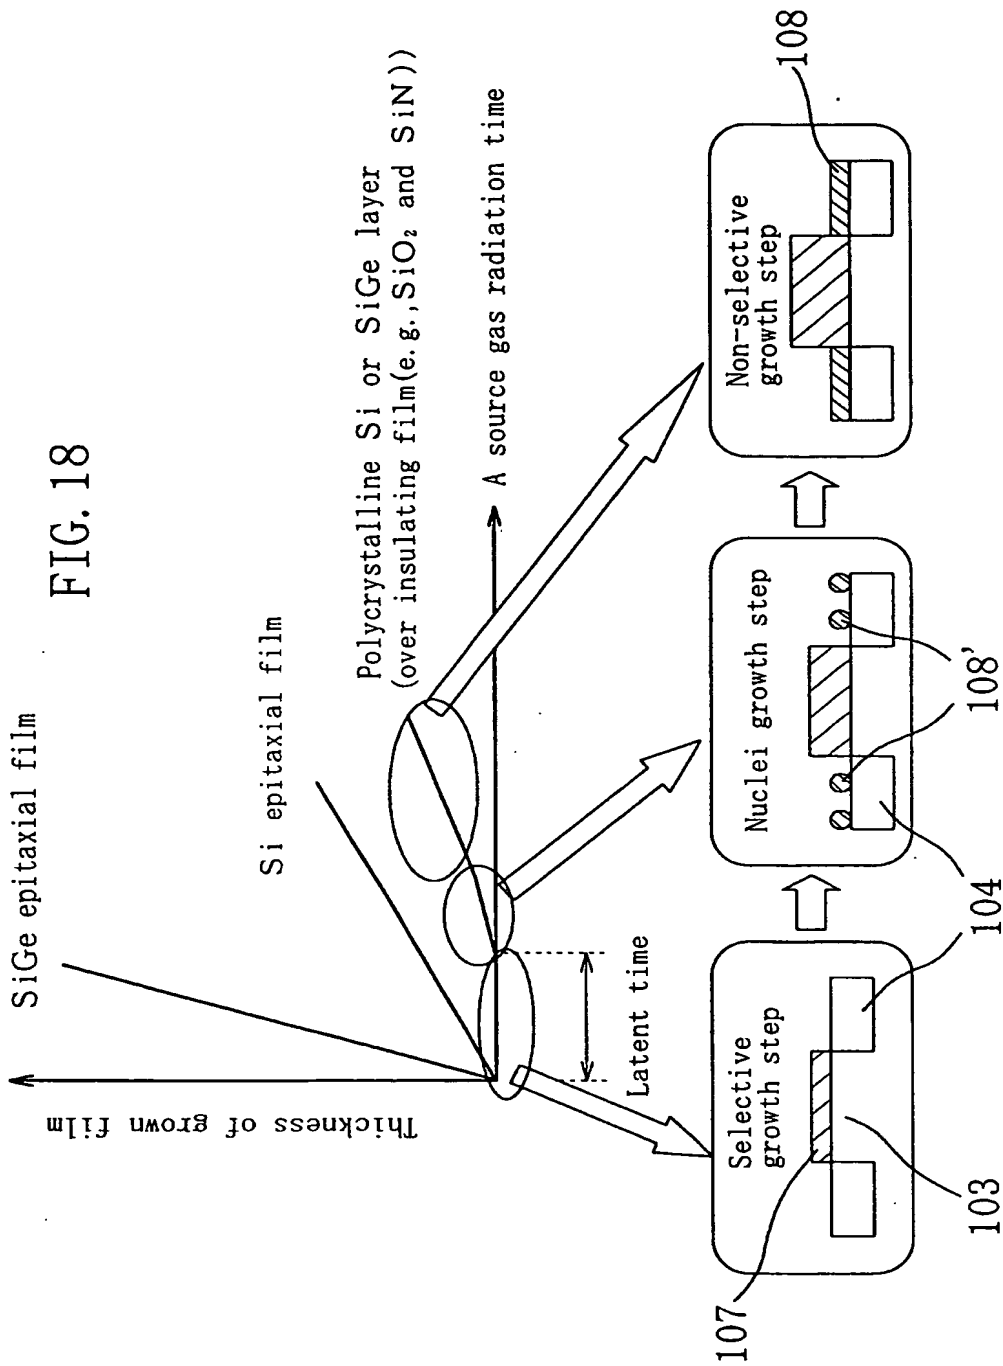 FIG. 18
SiGe epitaxial film
Si epitaxial film
Polycrystalline Si or SiGe layer
(over insulating film(e.g.,SiO₂ and SiN))
A source gas radiation time
Thickness of grown film
Latent time
Selective
growth step
Nuclei growth step
Non-selective
growth step
107
103
104
108'
108